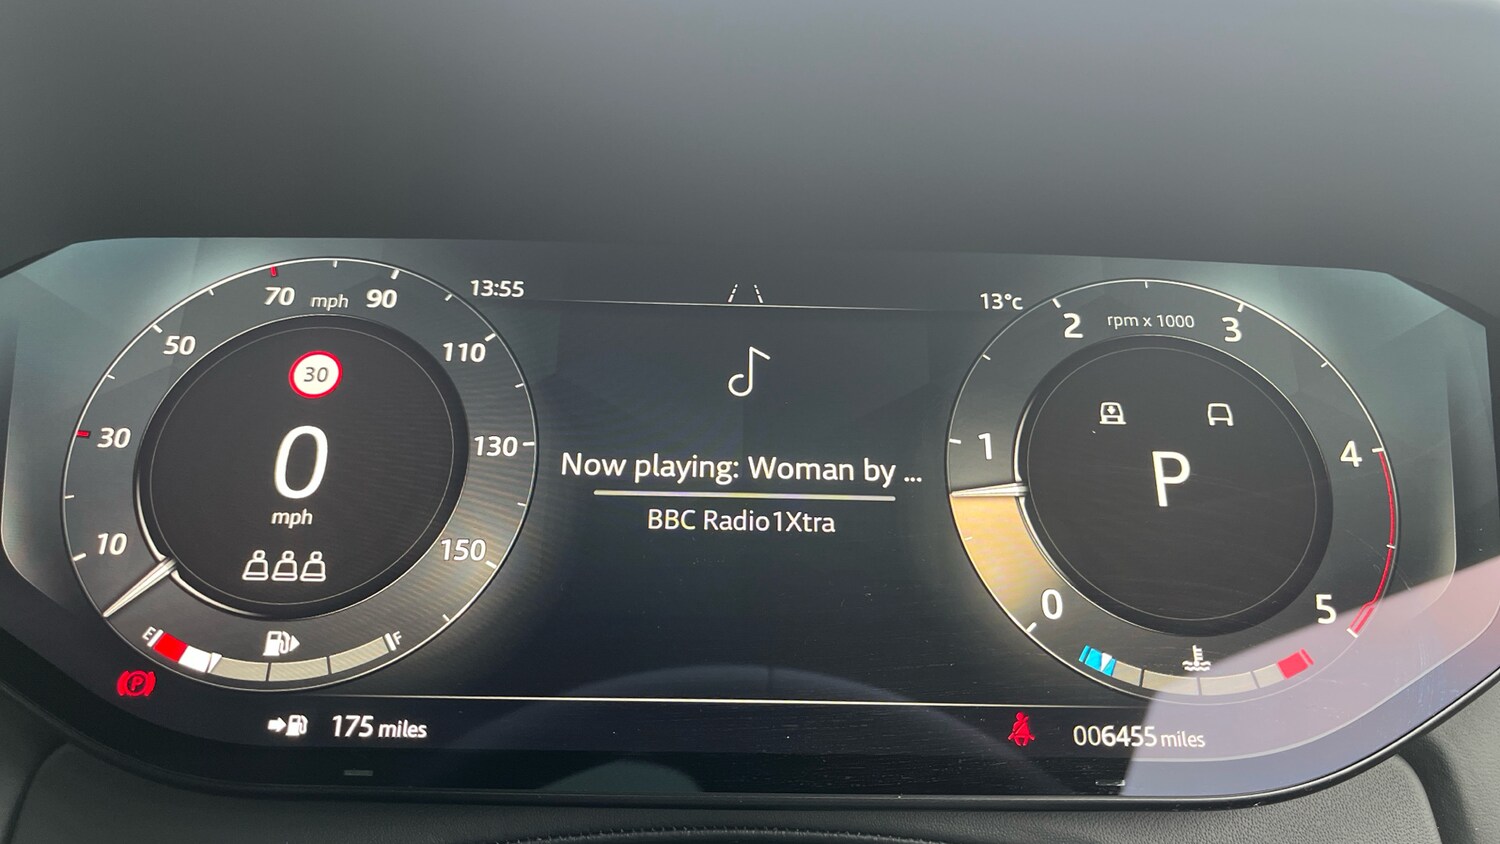 70 mph 90
13:55
13°c
50
30
110
30
0
mph
130
10
150
E
F
Now playing: Woman by ...
BBC Radio1Xtra
2 rpm x 1000 3
1
4
P
0
5
P
175 miles
006455 miles